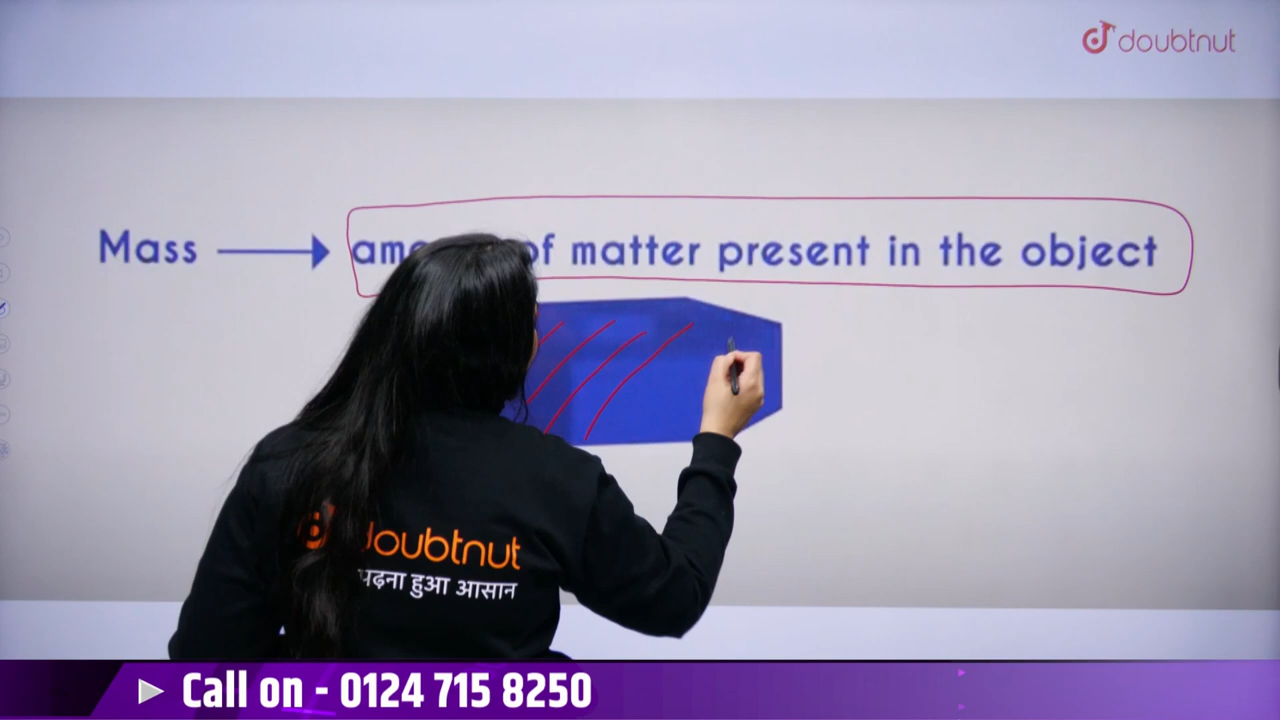 doubtnut
Mass of matter present in the object
doubtnut
पढ़ना हुआ आसान
Call on - 0124 715 8250